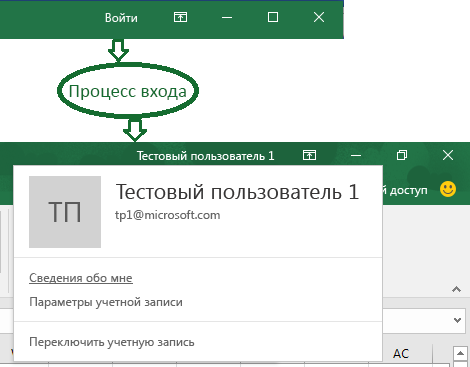 Войти
Процесс входа
Тестовый пользователь 1
Тестовый пользователь 1
ТП
tp1@microsoft.com
й доступ
Сведения обо мне
Параметры учетной записи
Переключить учетную запись
AC